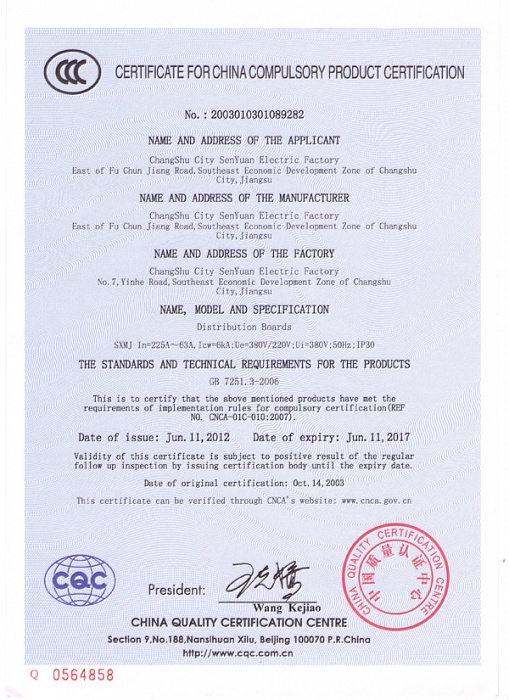 CCC
CERTIFICATE FOR CHINA COMPULSORY PRODUCT CERTIFICATION
No. : 2003010301089282
NAME AND ADDRESS OF THE APPLICANT
ChangShu City SenYuan Electric Factory
East of Fu Chun Jiang Road, Southeast Economic Development Zone of Changshu
City, Jiangsu
NAME AND ADDRESS OF THE MANUFACTURER
ChangShu City SenYuan Electric Factory
East of Fu Chun Jiang Road, Southeast Economic Development Zone of Changshu
City, Jiangsu
NAME AND ADDRESS OF THE FACTORY
ChangShu City SenYuan Electric Factory
No. 7, Yinhe Road, Southeast Economic Development Zone of Changshu
City, Jiangsu
NAME, MODEL AND SPECIFICATION
Distribution Boards
SXMJ In=225A~63A, Icw=6kA;Ue=380V/220V;Ui=380V;50Hz;IP30
THE STANDARDS AND TECHNICAL REQUIREMENTS FOR THE PRODUCTS
GB 7251.3-2006
This is to certify that the above mentioned products have met the
requirements of implementation rules for compulsory certification(REF
NO. CNCA-01C-010:2007).
Date of issue: Jun. 11, 2012 Date of expiry: Jun. 11, 2017
Validity of this certificate is subject to positive result of the regular
follow up inspection by issuing certification body until the expiry date.
Date of original certification: Oct. 14, 2003
This certificate can be verified through CNCA's website: www.cnca.gov.cn
CQC
President:
Wang Kejiao
CHINA QUALITY CERTIFICATION CENTRE
中国质量认证中心
CHINA QUALITY CERTIFICATION CENTRE
Section 9, No.188, Nansihuan Xilu, Beijing 100070 P.R.China
http://www.cqc.com.cn
Q 0564858